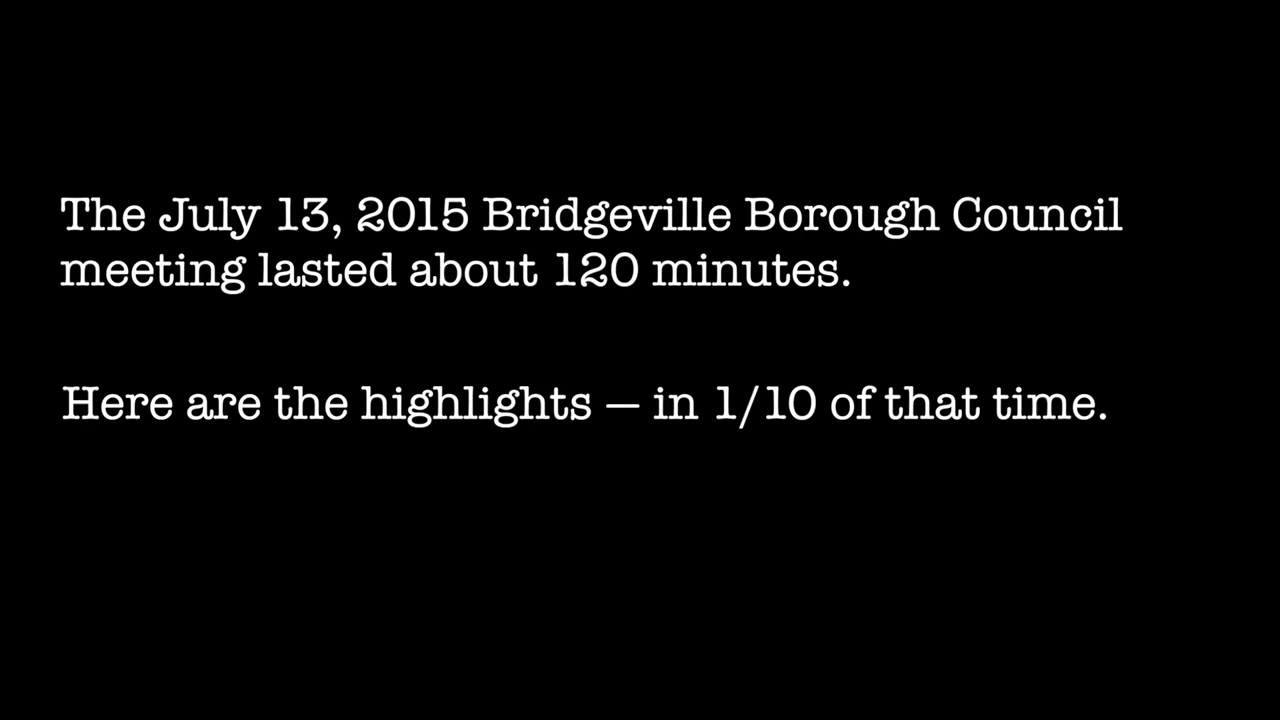 The July 13, 2015 Bridgeville Borough Council
meeting lasted about 120 minutes.
Here are the highlights — in 1/10 of that time.